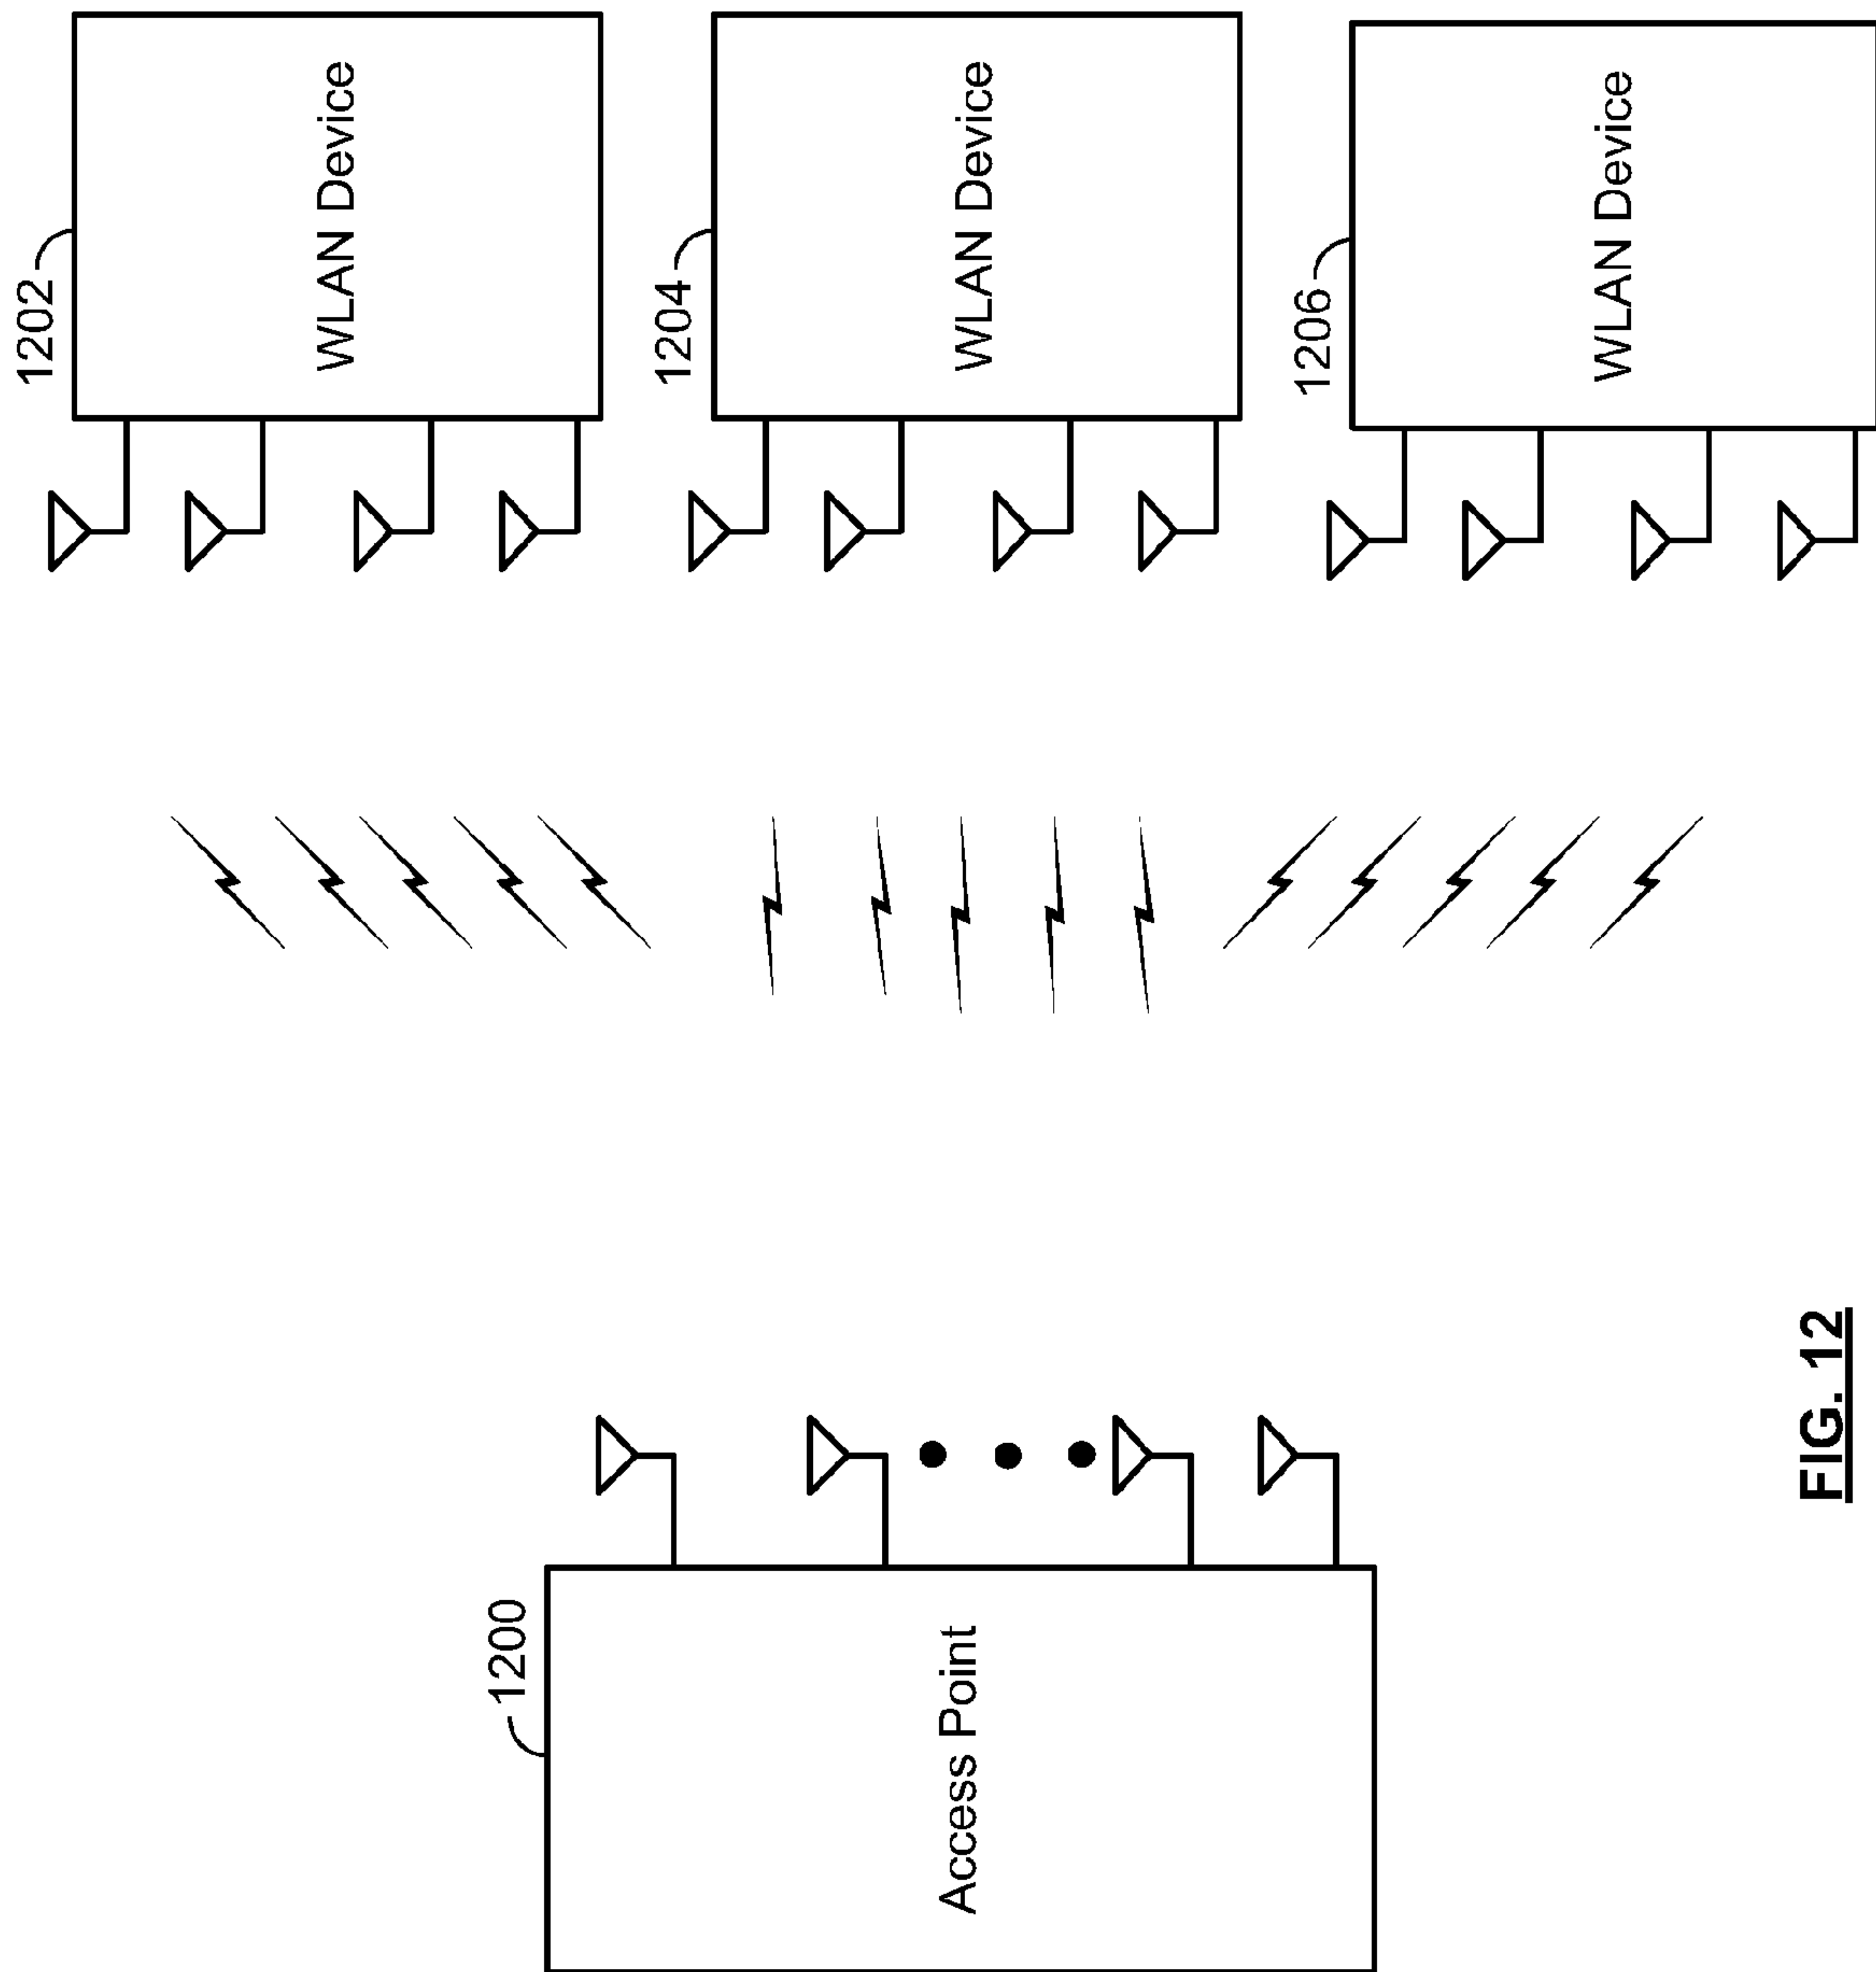 1200
Access Point
1202
WLAN Device
1204
WLAN Device
1206
WLAN Device
FIG. 12